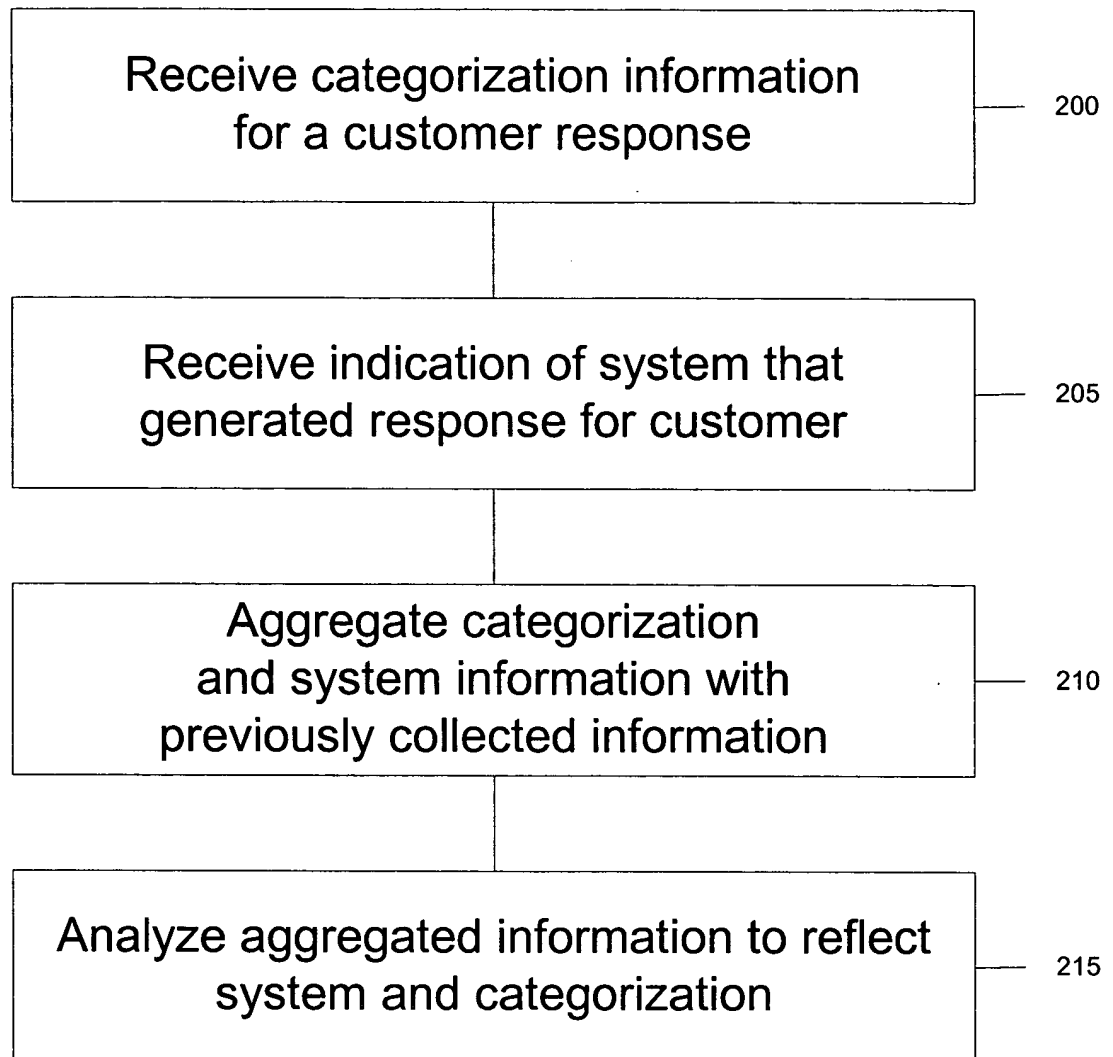 Receive categorization information
for a customer response
200
Receive indication of system that
generated response for customer
205
Aggregate categorization
and system information with
previously collected information
210
Analyze aggregated information to reflect
system and categorization
215